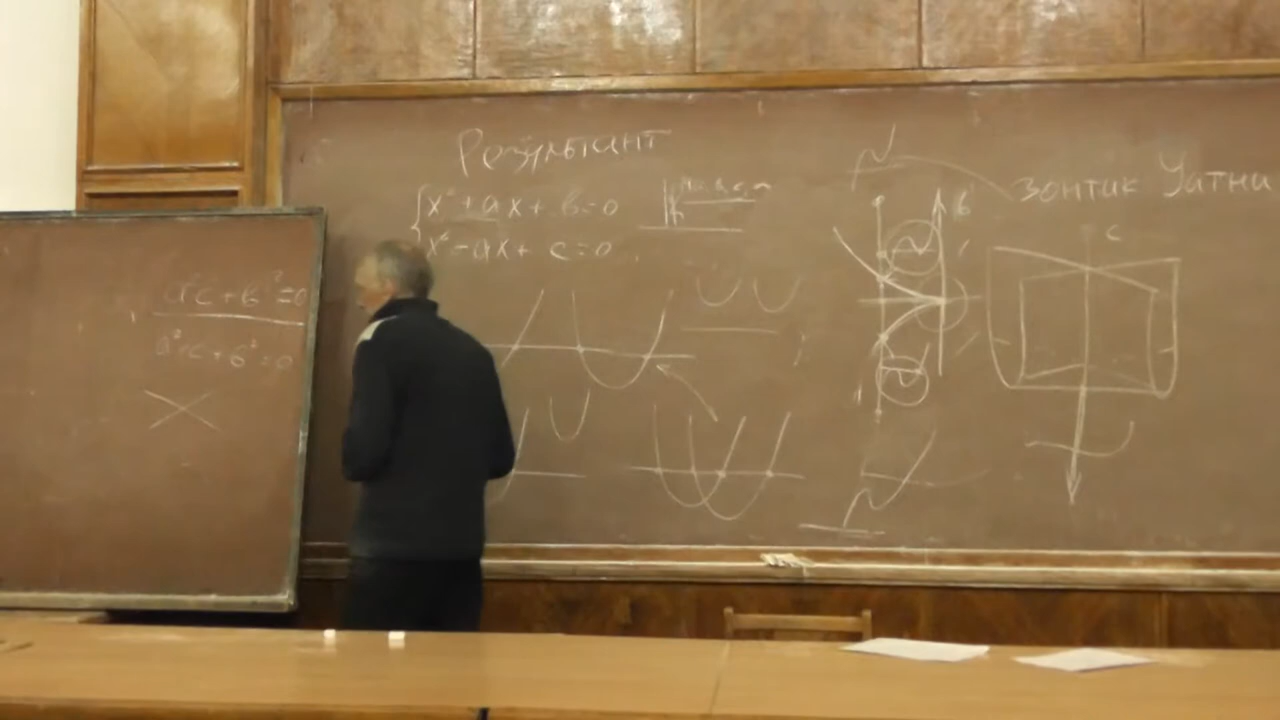 a²c + b² = 0
a²c + b² = 0
Результант
x² + ax + b = 0
x² - ax + c = 0
b
Зонтик Уитни
c